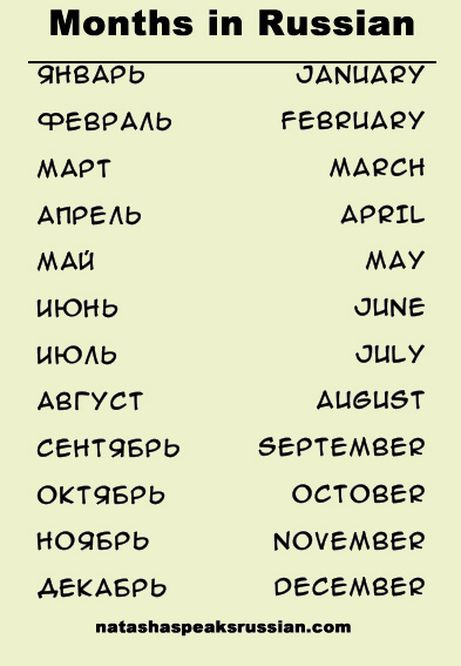 Months in Russian
ЯНВАРЬ JANUARY
ФЕВРАЛЬ FEBRUARY
МАРТ MARCH
АПРЕЛЬ APRIL
МАЙ MAY
ИЮНЬ JUNE
ИЮЛЬ JULY
АВГУСТ AUGUST
СЕНТЯБРЬ SEPTEMBER
ОКТЯБРЬ OCTOBER
НОЯБРЬ NOVEMBER
ДЕКАБРЬ DECEMBER
natashaspeaksrussian.com